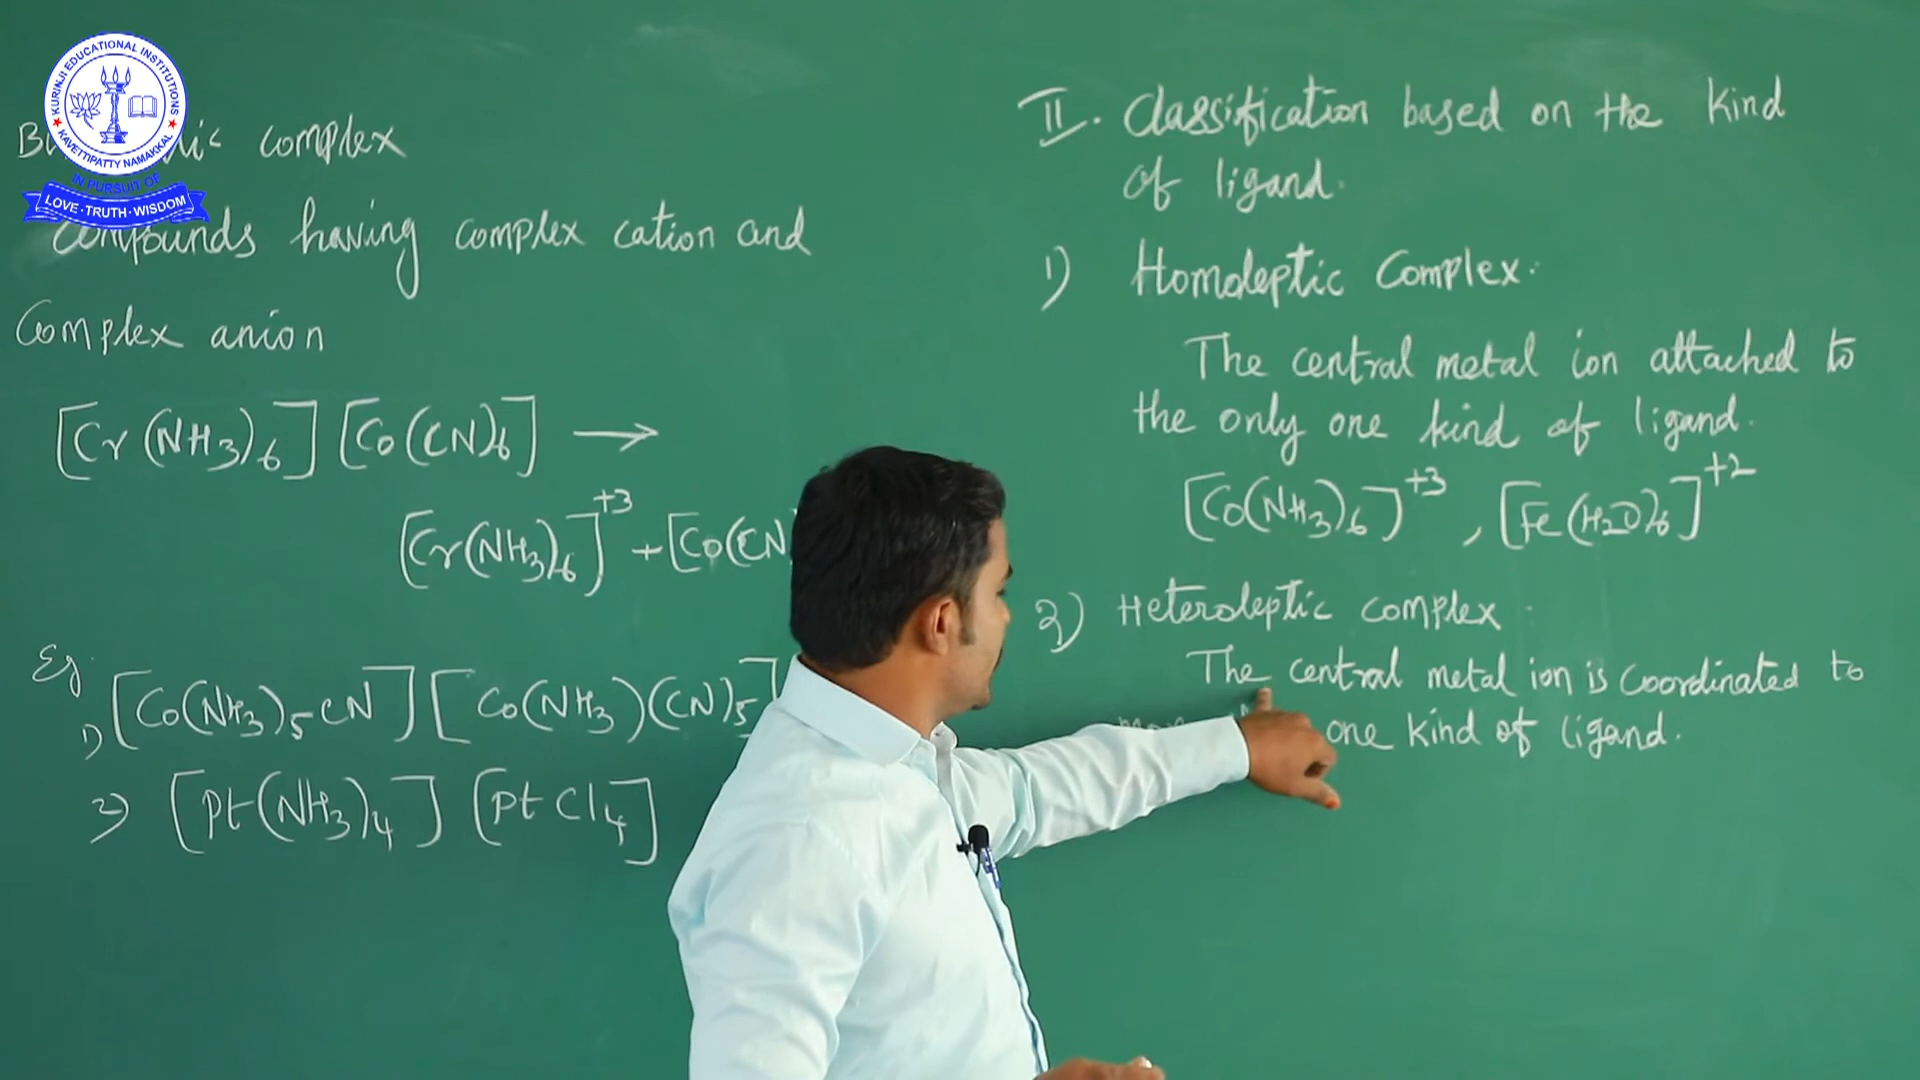 KURINJI EDUCATIONAL INSTITUTIONS
KAVETTIPATTY NAMAKKAL
IN PURSUIT OF
LOVE · TRUTH · WISDOM
complex
compounds having complex cation and
Complex anion
[Cr(NH3)6] [Co(CN)6] →
[Cr(NH3)6]+3 + [Co(CN
Eg.
1) [Co(NH3)5CN] [Co(NH3)(CN)5]
2) [Pt(NH3)4] [PtCl4]
II. Classification based on the Kind
of ligand.
1) Homoleptic Complex.
The central metal ion attached to
the only one kind of ligand.
[Co(NH3)6]+3, [Fe(H2O)6]+2
2) Heteroleptic complex :
The central metal ion is coordinated to
one kind of ligand.